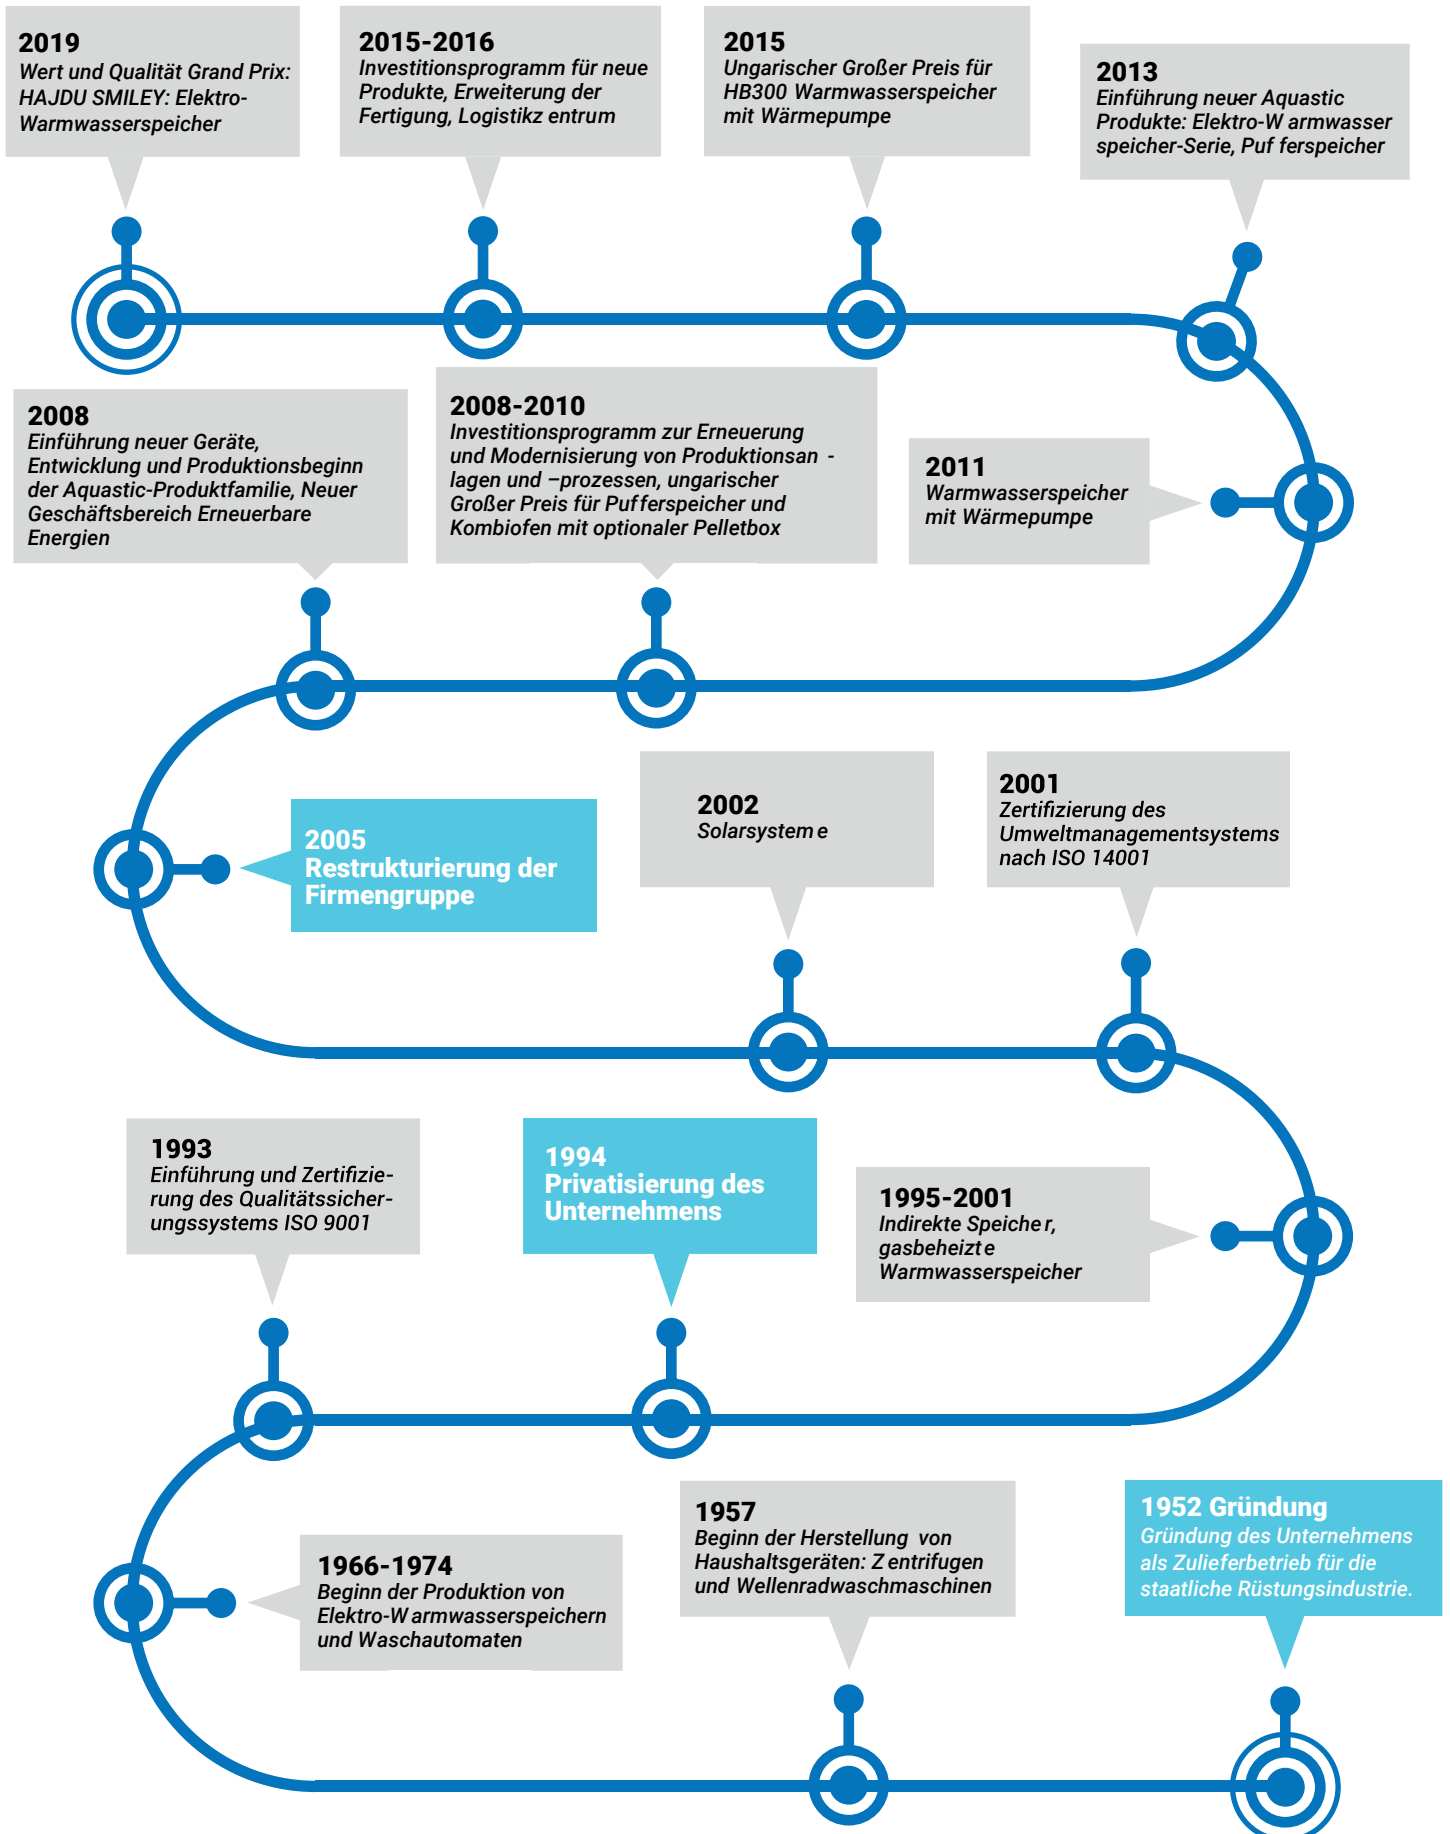 2019
Wert und Qualität Grand Prix:
HAJDU SMILEY: Elektro-
Warmwasserspeicher
2015-2016
Investitionsprogramm für neue
Produkte, Erweiterung der
Fertigung, Logistikz entrum
2015
Ungarischer Großer Preis für
HB300 Warmwasserspeicher
mit Wärmepumpe
2013
Einführung neuer Aquastic
Produkte: Elektro-W armwasser
speicher-Serie, Puf ferspeicher
2008
Einführung neuer Geräte,
Entwicklung und Produktionsbeginn
der Aquastic-Produktfamilie, Neuer
Geschäftsbereich Erneuerbare
Energien
2008-2010
Investitionsprogramm zur Erneuerung
und Modernisierung von Produktionsan -
lagen und –prozessen, ungarischer
Großer Preis für Pufferspeicher und
Kombiofen mit optionaler Pelletbox
2011
Warmwasserspeicher
mit Wärmepumpe
2005
Restrukturierung der
Firmengruppe
2002
Solarsystem e
2001
Zertifizierung des
Umweltmanagementsystems
nach ISO 14001
1993
Einführung und Zertifizie-
rung des Qualitätssicher-
ungssystems ISO 9001
1994
Privatisierung des
Unternehmens
1995-2001
Indirekte Speiche r,
gasbeheizt e
Warmwasserspeicher
1966-1974
Beginn der Produktion von
Elektro-W armwasserspeichern
und Waschautomaten
1957
Beginn der Herstellung von
Haushaltsgeräten: Z entrifugen
und Wellenradwaschmaschinen
1952 Gründung
Gründung des Unternehmens
als Zulieferbetrieb für die
staatliche Rüstungsindustrie.